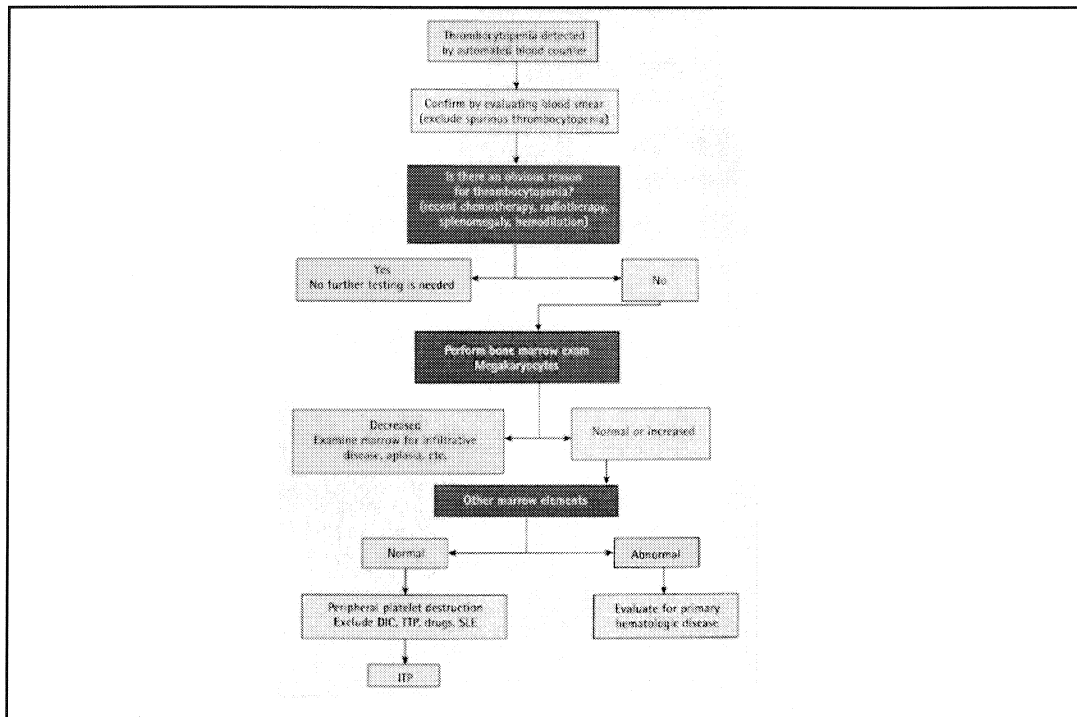 Thrombocytopenia detected
by automated blood counter
Confirm by evaluating blood smear
(exclude spurious thrombocytopenia)
Is there an obvious reason
for thrombocytopenia?
(recent chemotherapy, radiotherapy,
splenomegaly, hemodilution)
Yes
No further testing is needed
No
Perform bone marrow exam
Megakaryocytes
Decreased
Examine marrow for infiltrative
disease, aplasia, etc.
Normal or increased
Other marrow elements
Normal
Abnormal
Peripheral platelet destruction
Exclude DIC, TTP, drugs, SLE
Evaluate for primary
hematologic disease
ITP